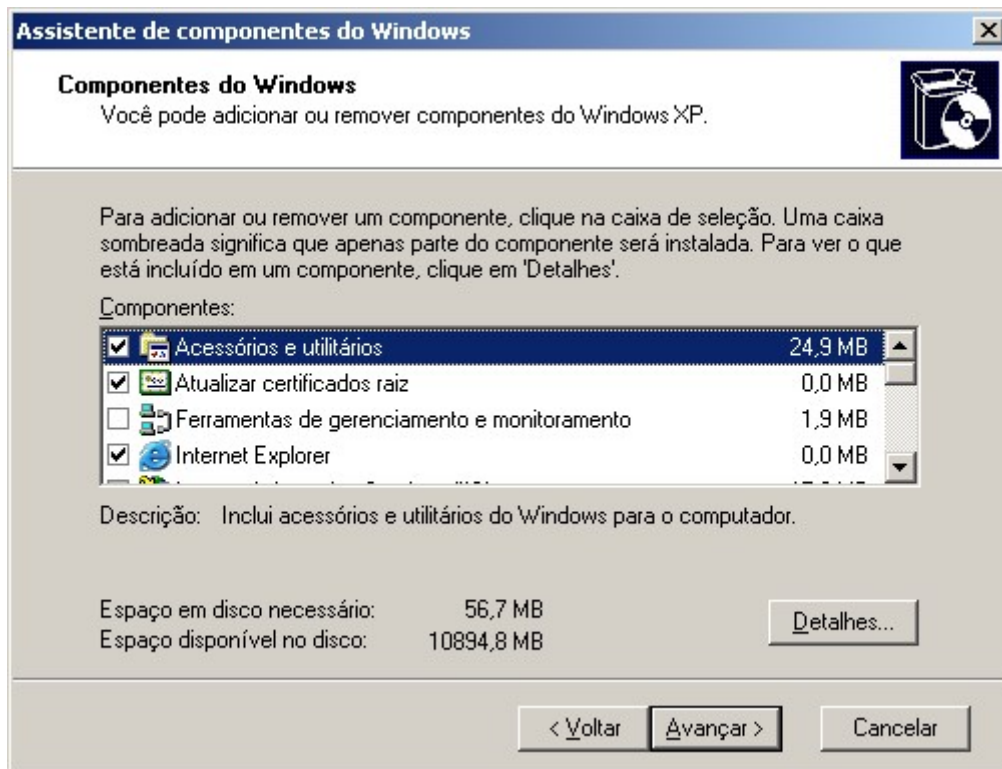 Assistente de componentes do Windows
Componentes do Windows
Você pode adicionar ou remover componentes do Windows XP.
Para adicionar ou remover um componente, clique na caixa de seleção. Uma caixa
sombreada significa que apenas parte do componente será instalada. Para ver o que
está incluído em um componente, clique em 'Detalhes'.
Componentes:
Acessórios e utilitários 24,9 MB
Atualizar certificados raiz 0,0 MB
Ferramentas de gerenciamento e monitoramento 1,9 MB
Internet Explorer 0,0 MB
Descrição: Inclui acessórios e utilitários do Windows para o computador.
Espaço em disco necessário: 56,7 MB
Espaço disponível no disco: 10894,8 MB
Detalhes...
< Voltar Avançar > Cancelar